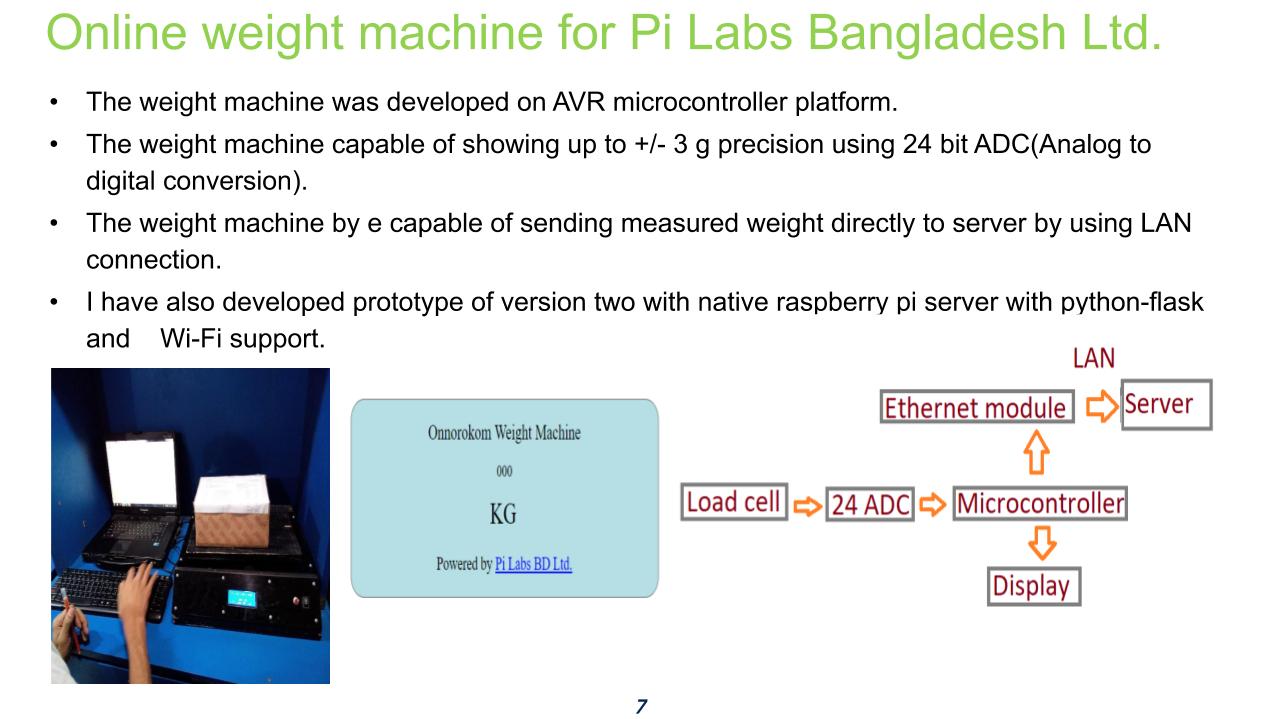 Online weight machine for Pi Labs Bangladesh Ltd.
• The weight machine was developed on AVR microcontroller platform.
• The weight machine capable of showing up to +/- 3 g precision using 24 bit ADC(Analog to
digital conversion).
• The weight machine by e capable of sending measured weight directly to server by using LAN
connection.
• I have also developed prototype of version two with native raspberry pi server with python-flask
and    Wi-Fi support.
Onnorokom Weight Machine
000
KG
Powered by Pi Labs BD Ltd.
LAN
Ethernet module
Server
Load cell
24 ADC
Microcontroller
Display
7